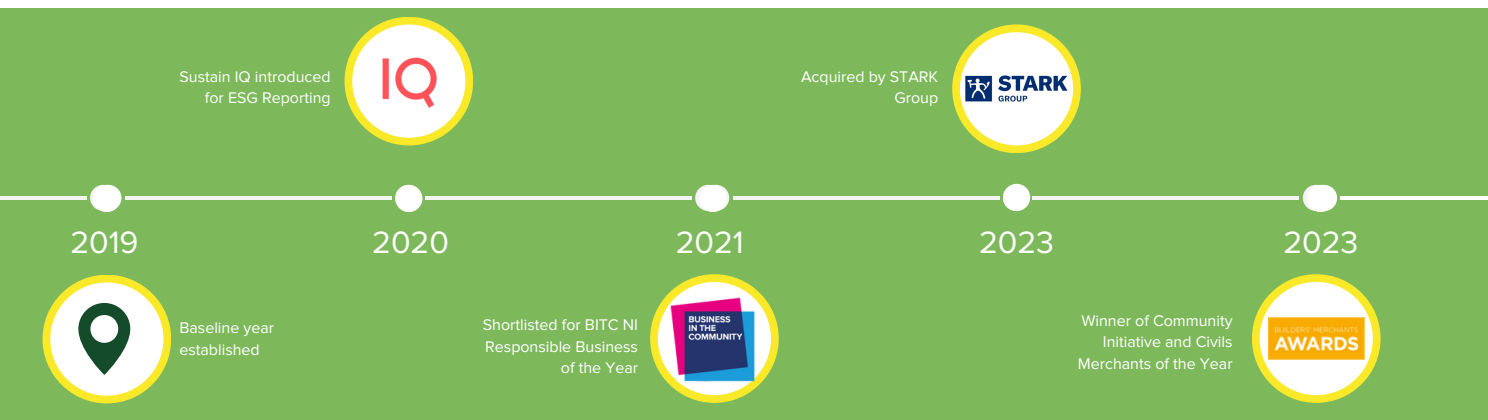 Sustain IQ introduced
for ESG Reporting
IQ
Acquired by STARK
Group
STARK
GROUP
2019
2020
2021
2023
2023
Baseline year
established
Shortlisted for BITC NI
Responsible Business
of the Year
BUSINESS
IN THE
COMMUNITY
Winner of Community
Initiative and Civils
Merchants of the Year
BUILDERS' MERCHANTS
AWARDS